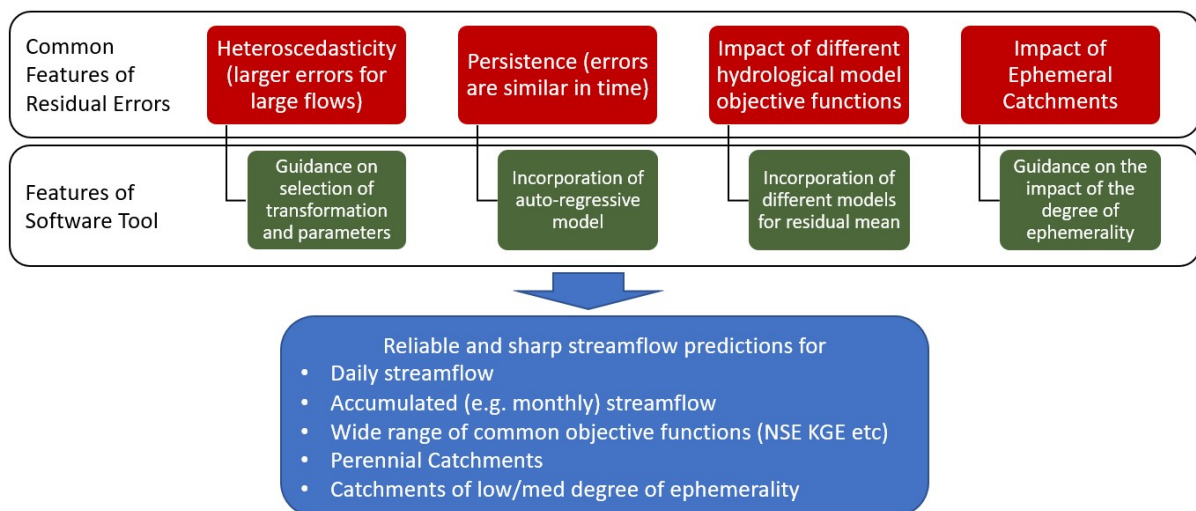 Common
Features of
Residual Errors
Heteroscedasticity
(larger errors for
large flows)
Persistence (errors
are similar in time)
Impact of different
hydrological model
objective functions
Impact of
Ephemeral
Catchments
Features of
Software Tool
Guidance on
selection of
transformation
and parameters
Incorporation of
auto-regressive
model
Incorporation of
different models
for residual mean
Guidance on the
impact of the
degree of
ephemerality
Reliable and sharp streamflow predictions for
• Daily streamflow
• Accumulated (e.g. monthly) streamflow
• Wide range of common objective functions (NSE KGE etc)
• Perennial Catchments
• Catchments of low/med degree of ephemerality